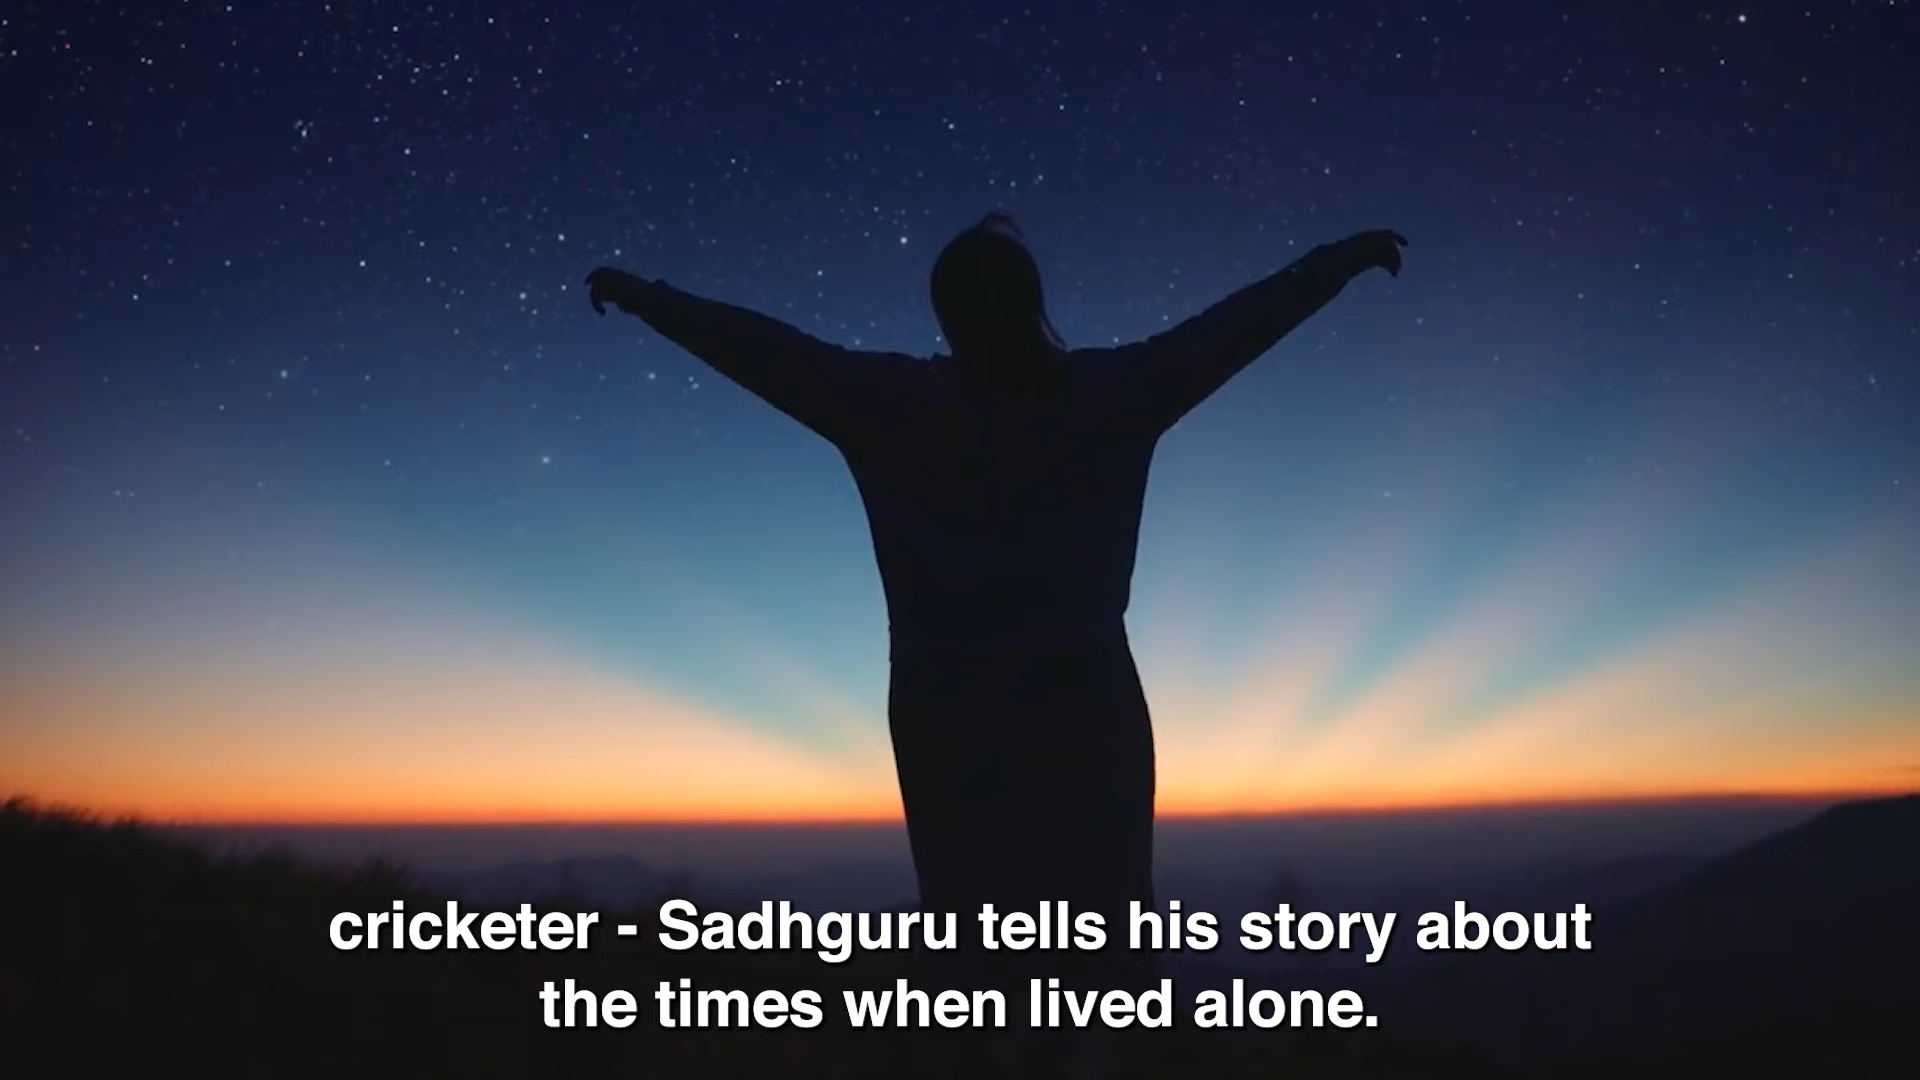 cricketer - Sadhguru tells his story about
the times when lived alone.